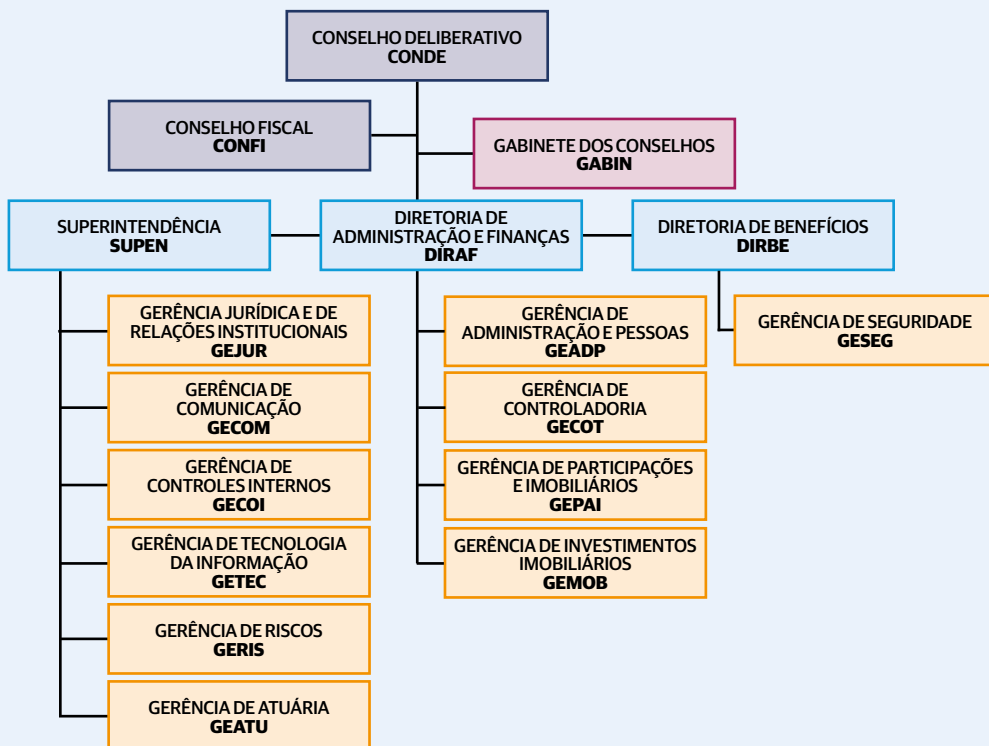 CONSELHO DELIBERATIVO
CONDE
CONSELHO FISCAL
CONFI
GABINETE DOS CONSELHOS
GABIN
SUPERINTENDÊNCIA
SUPEN
DIRETORIA DE
ADMINISTRAÇÃO E FINANÇAS
DIRAF
DIRETORIA DE BENEFÍCIOS
DIRBE
GERÊNCIA JURÍDICA E DE
RELAÇÕES INSTITUCIONAIS
GEJUR
GERÊNCIA DE
COMUNICAÇÃO
GECOM
GERÊNCIA DE
CONTROLES INTERNOS
GECOI
GERÊNCIA DE TECNOLOGIA
DA INFORMAÇÃO
GETEC
GERÊNCIA DE RISCOS
GERIS
GERÊNCIA DE ATUÁRIA
GEATU
GERÊNCIA DE
ADMINISTRAÇÃO E PESSOAS
GEADP
GERÊNCIA DE
CONTROLADORIA
GECOT
GERÊNCIA DE PARTICIPAÇÕES
E IMOBILIÁRIOS
GEPAI
GERÊNCIA DE INVESTIMENTOS
IMOBILIÁRIOS
GEMOB
GERÊNCIA DE SEGURIDADE
GESEG